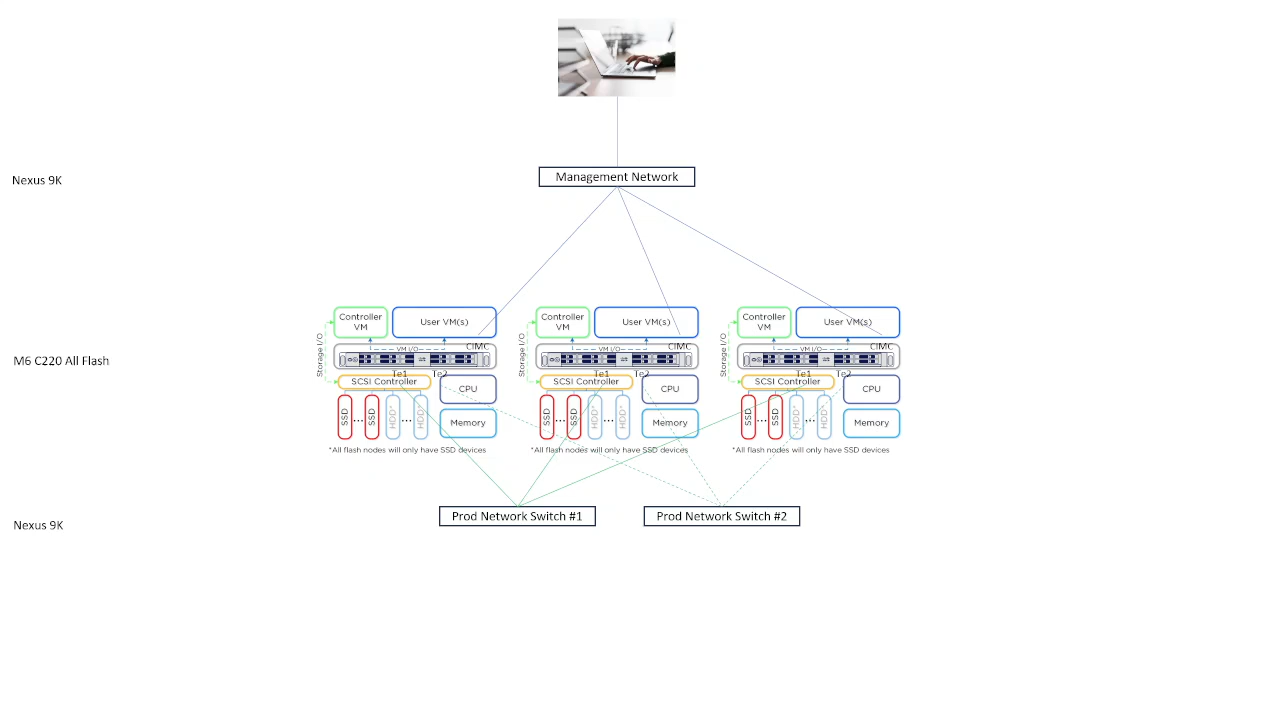 Nexus 9K
Management Network
M6 C220 All Flash
Controller VM
User VM(s)
Storage I/O
VM I/O
CIMC
Te1
Te2
SCSI Controller
CPU
SSD
...
SSD
HDD*
...
HDD*
Memory
*All flash nodes will only have SSD devices
Controller VM
User VM(s)
Storage I/O
VM I/O
CIMC
Te1
Te2
SCSI Controller
CPU
SSD
...
SSD
HDD*
...
HDD*
Memory
*All flash nodes will only have SSD devices
Controller VM
User VM(s)
Storage I/O
VM I/O
CIMC
Te1
Te2
SCSI Controller
CPU
SSD
...
SSD
HDD*
...
HDD*
Memory
*All flash nodes will only have SSD devices
Nexus 9K
Prod Network Switch #1
Prod Network Switch #2